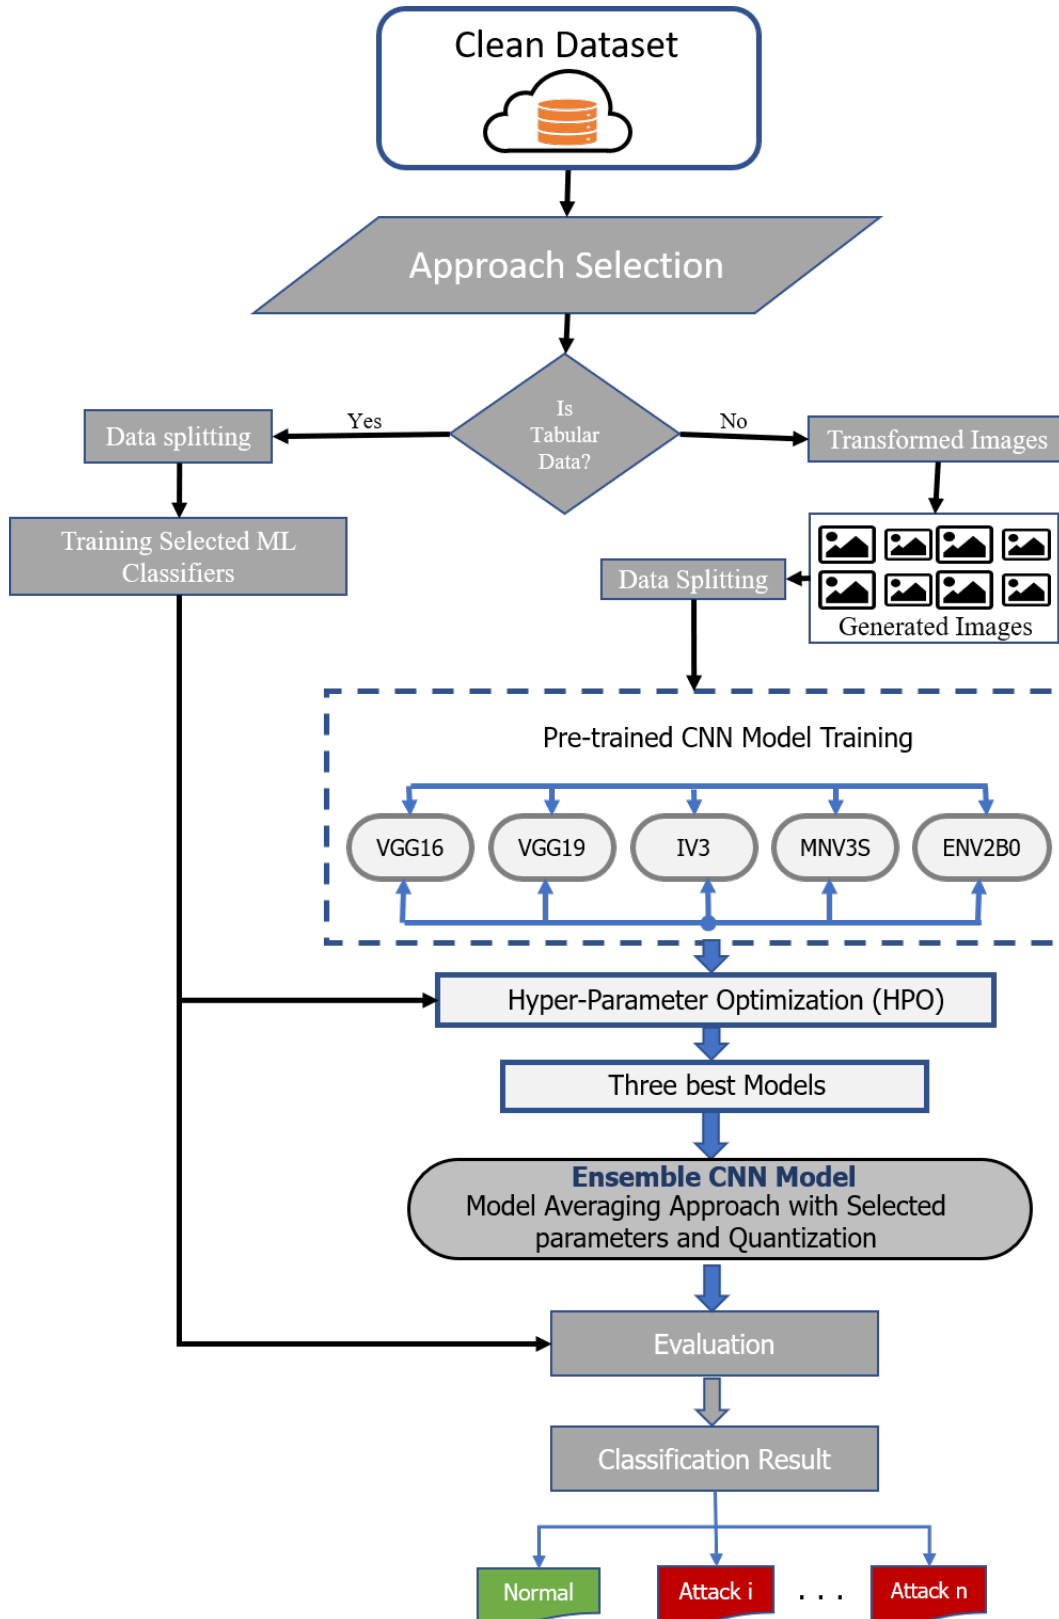 Clean Dataset
Approach Selection
Is
Tabular
Data?
Yes
No
Data splitting
Transformed Images
Training Selected ML
Classifiers
Generated Images
Data Splitting
Pre-trained CNN Model Training
VGG16
VGG19
IV3
MNV3S
ENV2B0
Hyper-Parameter Optimization (HPO)
Three best Models
Ensemble CNN Model
Model Averaging Approach with Selected
parameters and Quantization
Evaluation
Classification Result
Normal
Attack i
. . .
Attack n